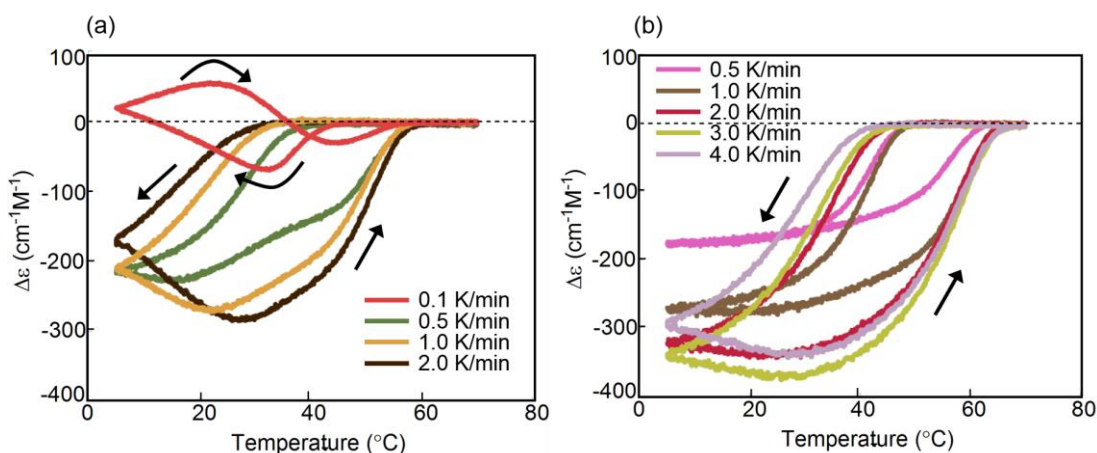 (a)
100
0
-100
-200
-300
-400
0
20
40
60
80
Δε (cm⁻¹M⁻¹)
Temperature (°C)
0.1 K/min
0.5 K/min
1.0 K/min
2.0 K/min
(b)
100
0
-100
-200
-300
-400
0
20
40
60
80
Δε (cm⁻¹M⁻¹)
Temperature (°C)
0.5 K/min
1.0 K/min
2.0 K/min
3.0 K/min
4.0 K/min